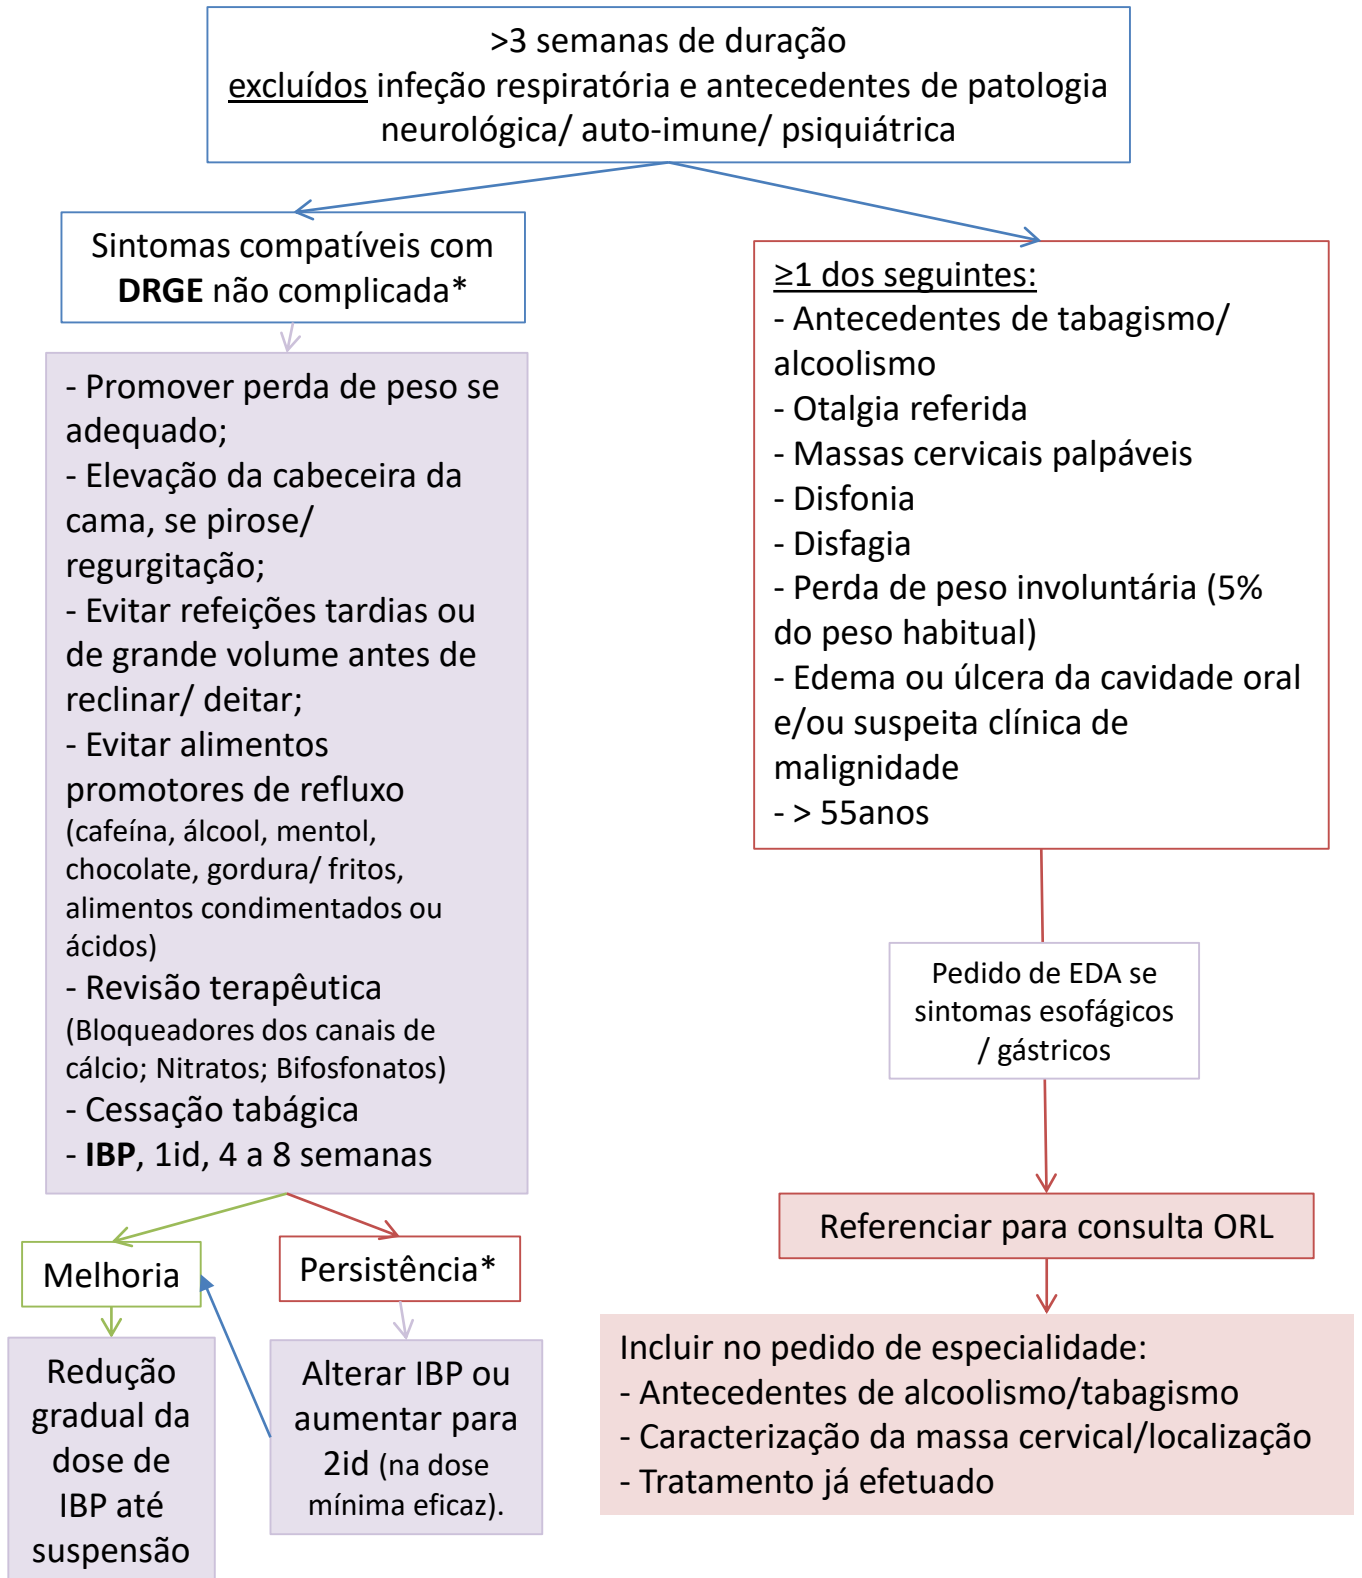 >3 semanas de duração
excluídos infeção respiratória e antecedentes de patologia
neurológica/ auto-imune/ psiquiátrica
Sintomas compatíveis com
DRGE não complicada*
- Promover perda de peso se
adequado;
- Elevação da cabeceira da
cama, se pirose/
regurgitação;
- Evitar refeições tardias ou
de grande volume antes de
reclinar/ deitar;
- Evitar alimentos
promotores de refluxo
(cafeína, álcool, mentol,
chocolate, gordura/ fritos,
alimentos condimentados ou
ácidos)
- Revisão terapêutica
(Bloqueadores dos canais de
cálcio; Nitratos; Bifosfonatos)
- Cessação tabágica
- IBP, 1id, 4 a 8 semanas
Melhoria
Redução
gradual da
dose de
IBP até
suspensão
Persistência*
Alterar IBP ou
aumentar para
2id (na dose
mínima eficaz).
≥1 dos seguintes:
- Antecedentes de tabagismo/
alcoolismo
- Otalgia referida
- Massas cervicais palpáveis
- Disfonia
- Disfagia
- Perda de peso involuntária (5%
do peso habitual)
- Edema ou úlcera da cavidade oral
e/ou suspeita clínica de
malignidade
- > 55anos
Pedido de EDA se
sintomas esofágicos
/ gástricos
Referenciar para consulta ORL
Incluir no pedido de especialidade:
- Antecedentes de alcoolismo/tabagismo
- Caracterização da massa cervical/localização
- Tratamento já efetuado